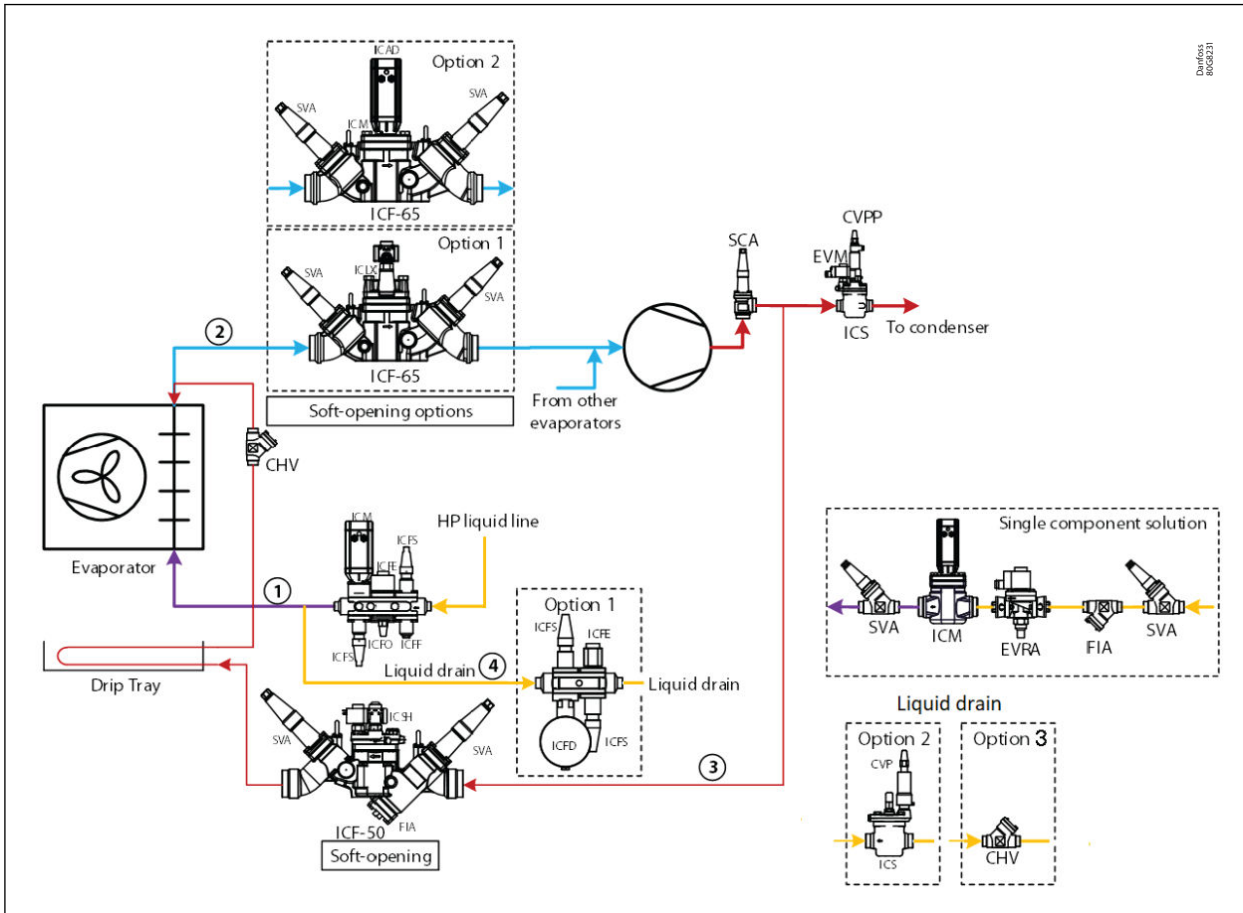 Danfoss
80G8231
ICAD
Option 2
SVA
SVA
ICM
ICF-65
Option 1
ICLX
SVA
SVA
ICF-65
Soft-opening options
2
SCA
CVPP
EVM
ICS
To condenser
From other
evaporators
CHV
Evaporator
ICM
HP liquid line
ICFS
ICFE
1
ICFS
ICFO
ICFF
Drip Tray
Liquid drain
4
Option 1
ICFS
ICFE
Liquid drain
ICFD
ICFS
ICSH
SVA
SVA
3
FIA
ICF-50
Soft-opening
Single component solution
SVA
ICM
EVRA
FIA
SVA
Liquid drain
Option 2
CVP
ICS
Option 3
CHV